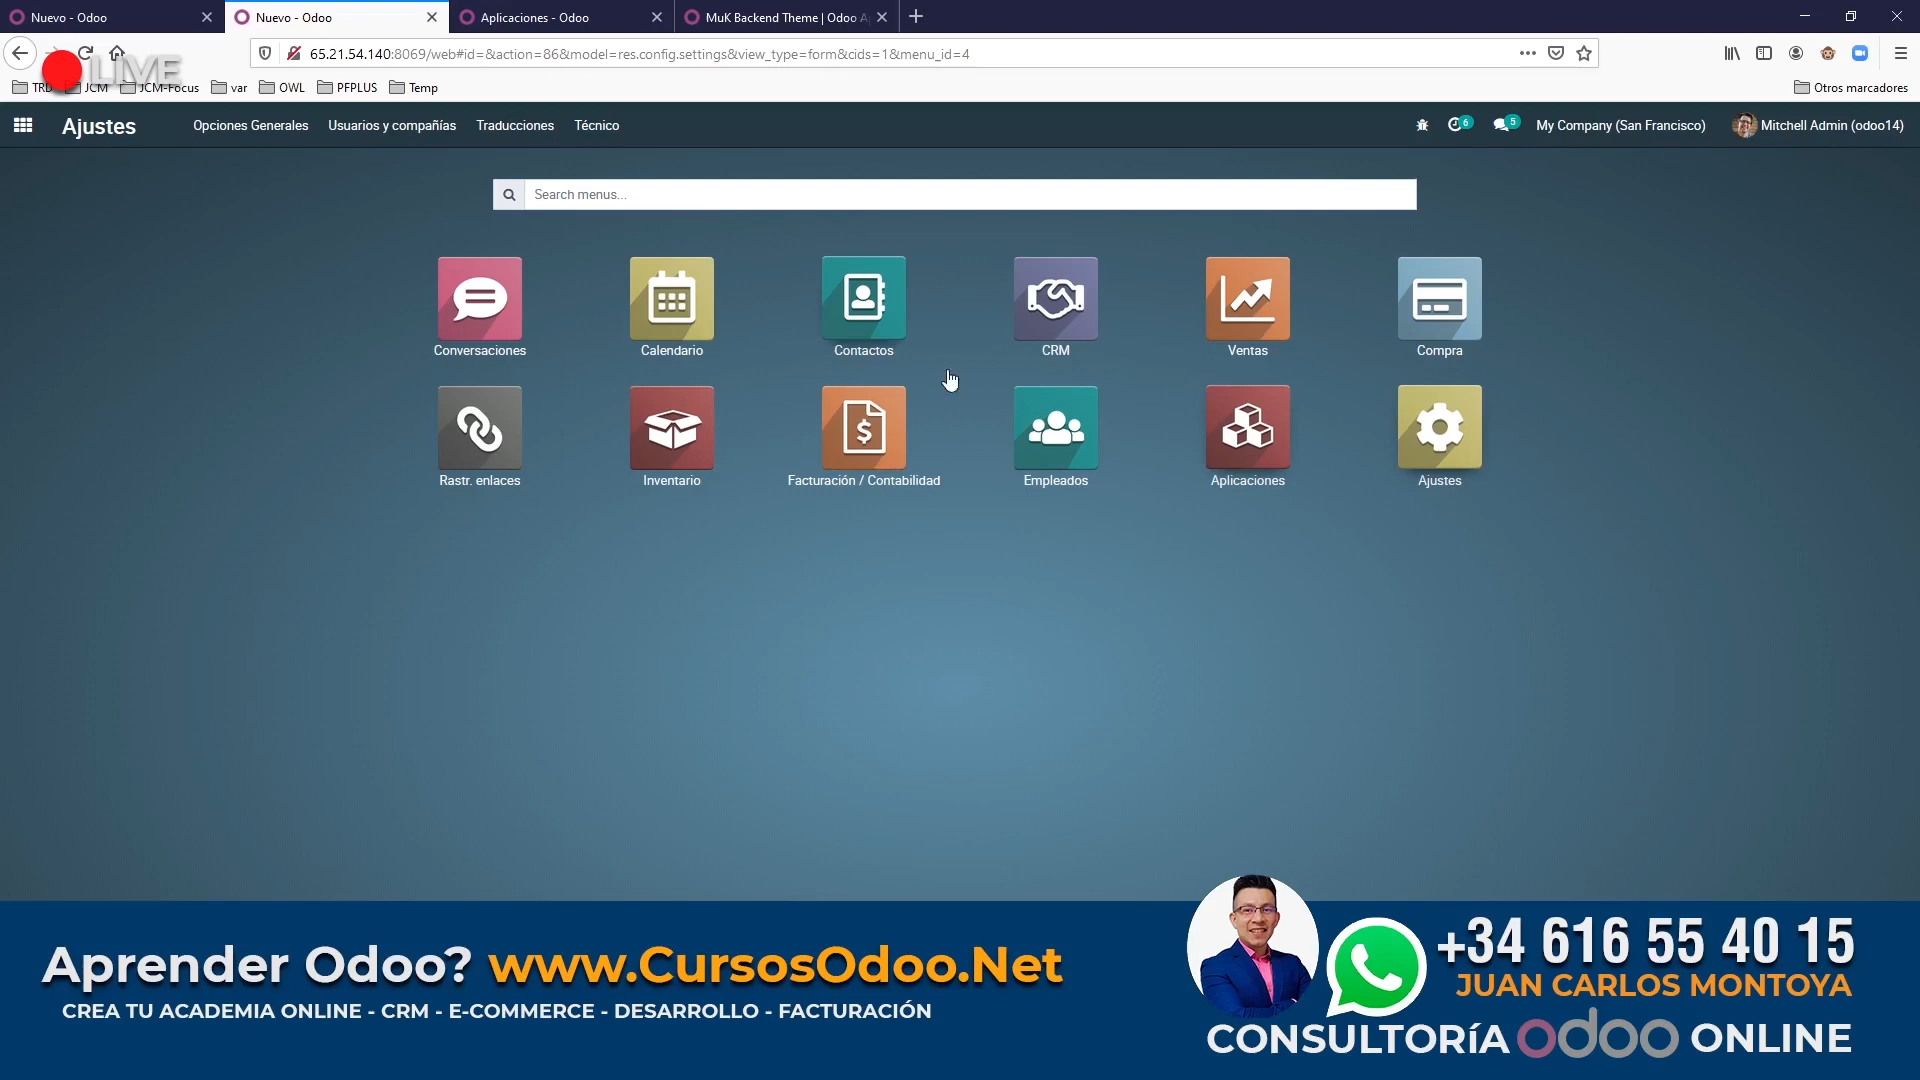 Nuevo - Odoo
Nuevo - Odoo
Aplicaciones - Odoo
MuK Backend Theme | Odoo A
65.21.54.140:8069/web#id=&action=86&model=res.config.settings&view_type=form&cids=1&menu_id=4
LIVE
TRD
JCM
JCM-Focus
var
OWL
PFPLUS
Temp
Otros marcadores
Ajustes
Opciones Generales
Usuarios y compañías
Traducciones
Técnico
6
5
My Company (San Francisco)
Mitchell Admin (odoo14)
Search menus...
Conversaciones
Calendario
Contactos
CRM
Ventas
Compra
Rastr. enlaces
Inventario
Facturación / Contabilidad
Empleados
Aplicaciones
Ajustes
Aprender Odoo? www.CursosOdoo.Net
CREA TU ACADEMIA ONLINE - CRM - E-COMMERCE - DESARROLLO - FACTURACIÓN
+34 616 55 40 15
JUAN CARLOS MONTOYA
CONSULTORíA odoo ONLINE